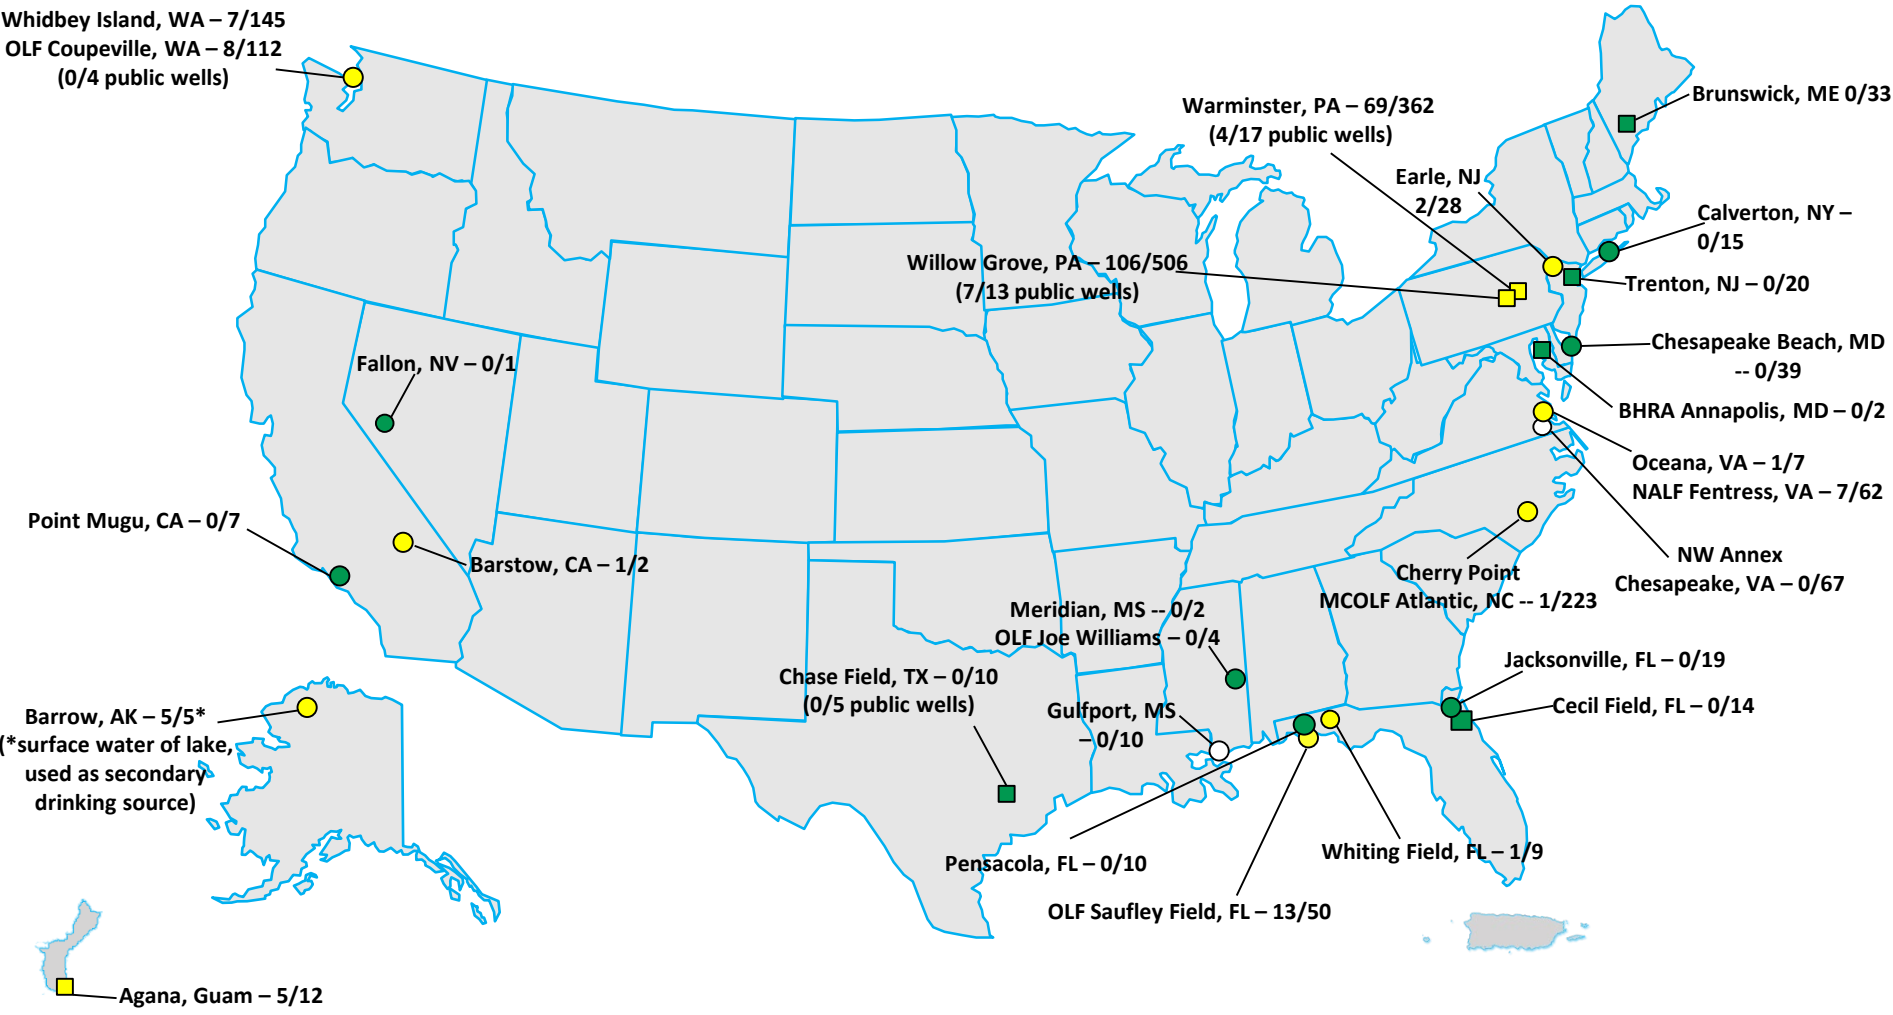 Whidbey Island, WA – 7/145
OLF Coupeville, WA – 8/112
(0/4 public wells)
Warminster, PA – 69/362
(4/17 public wells)
Brunswick, ME 0/33
Earle, NJ
2/28
Calverton, NY –
0/15
Willow Grove, PA – 106/506
(7/13 public wells)
Trenton, NJ – 0/20
Chesapeake Beach, MD
-- 0/39
Fallon, NV – 0/1
BHRA Annapolis, MD – 0/2
Oceana, VA – 1/7
NALF Fentress, VA – 7/62
Point Mugu, CA – 0/7
Barstow, CA – 1/2
NW Annex
Chesapeake, VA – 0/67
Cherry Point
MCOLF Atlantic, NC -- 1/223
Meridian, MS -- 0/2
OLF Joe Williams – 0/4
Jacksonville, FL – 0/19
Chase Field, TX – 0/10
(0/5 public wells)
Cecil Field, FL – 0/14
Gulfport, MS
– 0/10
Barrow, AK – 5/5*
(*surface water of lake,
used as secondary
drinking source)
Whiting Field, FL – 1/9
Pensacola, FL – 0/10
OLF Saufley Field, FL – 13/50
Agana, Guam – 5/12